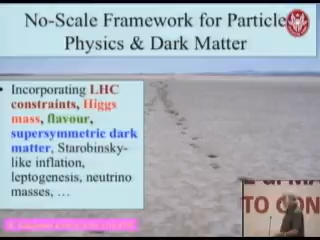 No-Scale Framework for Particle
Physics & Dark Matter
• Incorporating LHC
constraints, Higgs
mass, flavour,
supersymmetric dark
matter, Starobinsky-
like inflation,
leptogenesis, neutrino
masses, …
TO CON